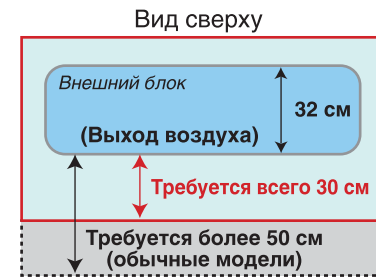 Вид сверху
Внешний блок
32 см
(Выход воздуха)
Требуется всего 30 см
Требуется более 50 см
(обычные модели)